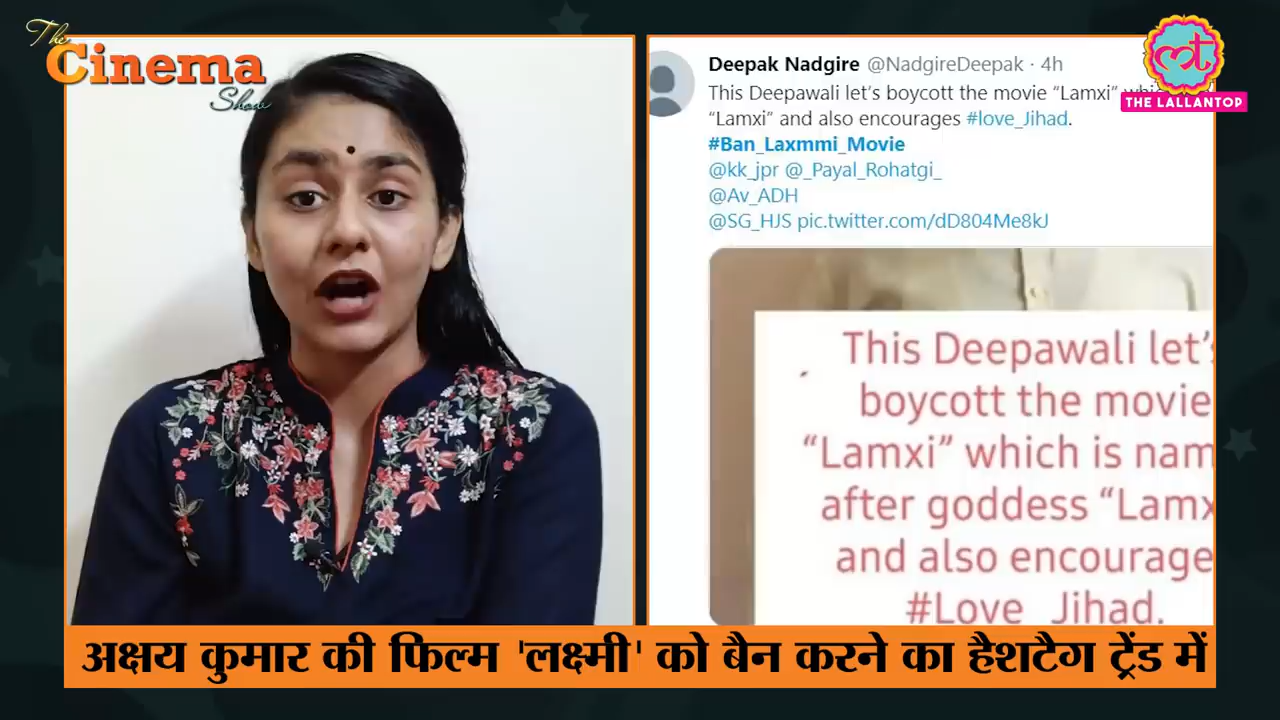 The
Cinema
Show
Deepak Nadgire @NadgireDeepak · 4h
This Deepawali let's boycott the movie “Lamxi”
“Lamxi” and also encourages #love_Jihad.
#Ban_Laxmmi_Movie
@kk_jpr @_Payal_Rohatgi_
@Av_ADH
@SG_HJS pic.twitter.com/dD804Me8kJ
लਗ
THE LALLANTOP
This Deepawali let's
boycott the movie
“Lamxi” which is nam
after goddess “Lamx
and also encourage
#Love_Jihad.
अक्षय कुमार की फिल्म 'लक्ष्मी' को बैन करने का हैशटैग ट्रेंड में